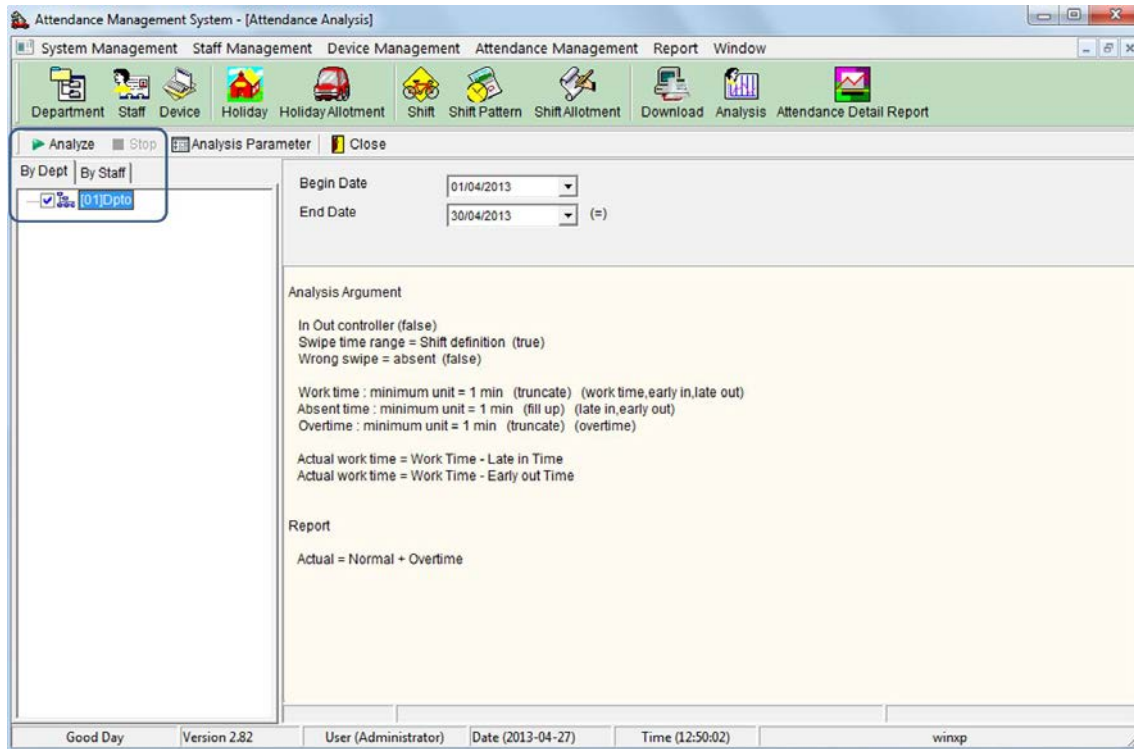 Attendance Management System - [Attendance Analysis]
System Management Staff Management Device Management Attendance Management Report Window
Department Staff Device Holiday Holiday Allotment Shift Shift Pattern Shift Allotment Download Analysis Attendance Detail Report
Analyze Stop Analysis Parameter Close
By Dept By Staff
[01]Dpto
Begin Date 01/04/2013
End Date 30/04/2013 (=)
Analysis Argument
In Out controller (false)
Swipe time range = Shift definition (true)
Wrong swipe = absent (false)
Work time : minimum unit = 1 min (truncate) (work time,early in,late out)
Absent time : minimum unit = 1 min (fill up) (late in,early out)
Overtime : minimum unit = 1 min (truncate) (overtime)
Actual work time = Work Time - Late in Time
Actual work time = Work Time - Early out Time
Report
Actual = Normal + Overtime
Good Day Version 2.82 User (Administrator) Date (2013-04-27) Time (12:50:02) winxp